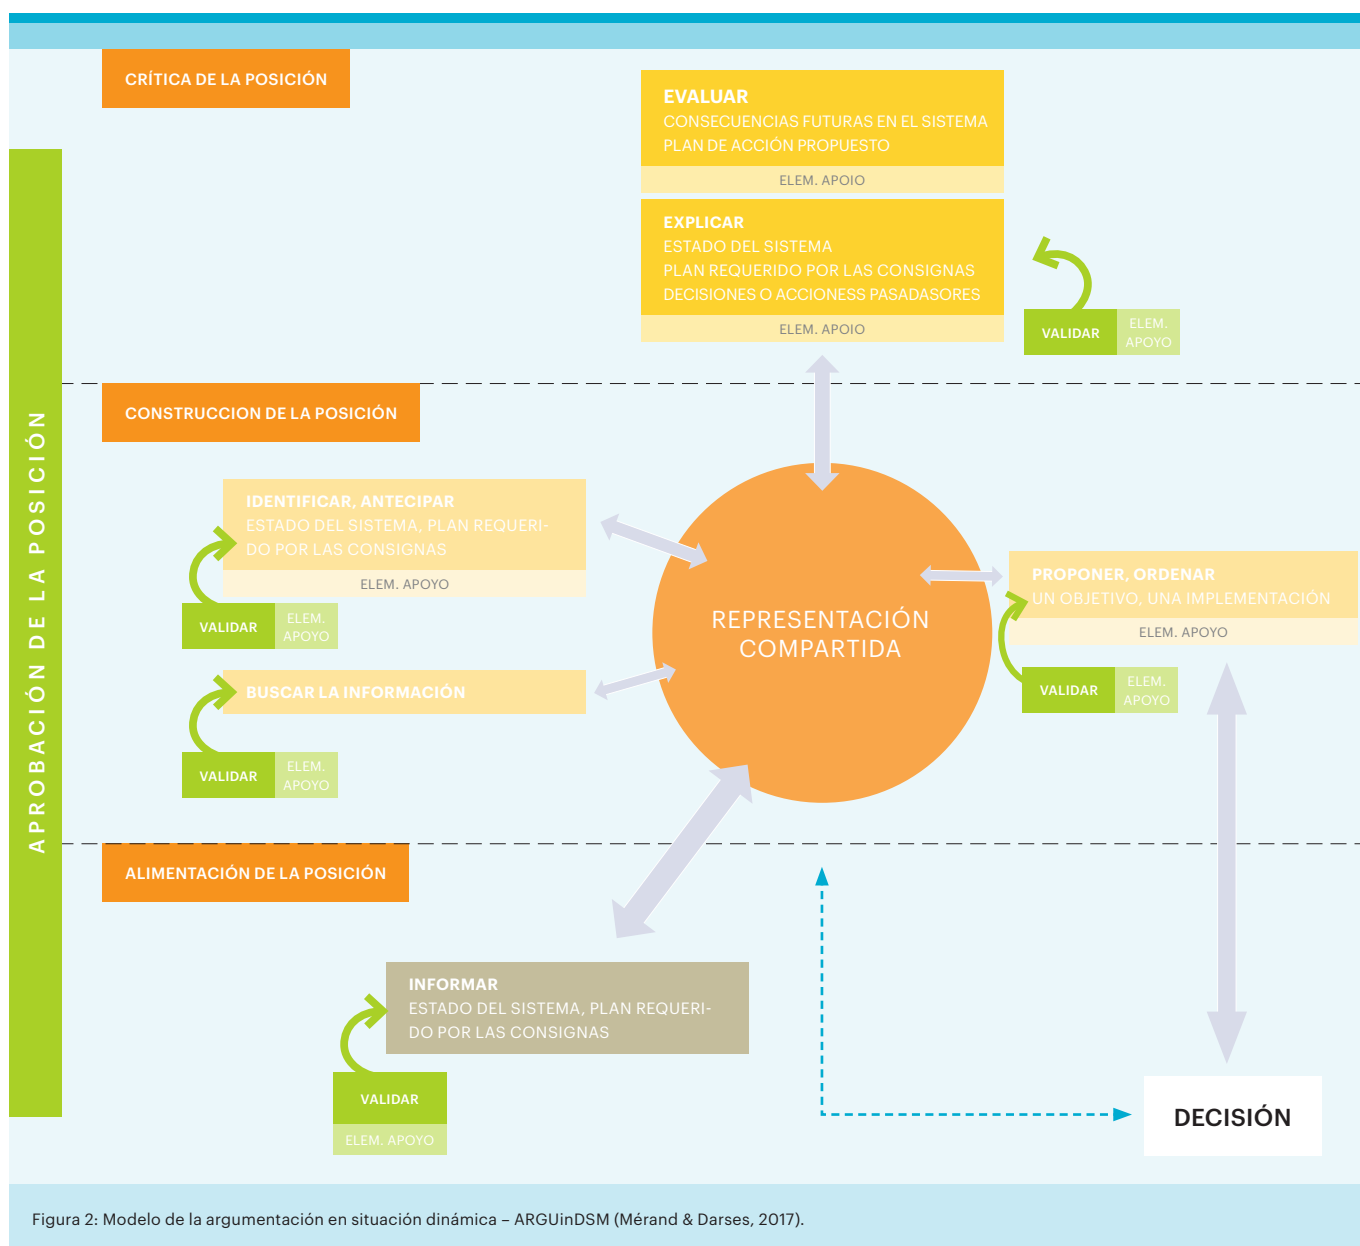 CRÍTICA DE LA POSICIÓN
EVALUAR
CONSECUENCIAS FUTURAS EN EL SISTEMA
PLAN DE ACCIÓN PROPUESTO
ELEM. APOIO
EXPLICAR
ESTADO DEL SISTEMA
PLAN REQUERIDO POR LAS CONSIGNAS
DECISIONES O ACCIONESS PASADASORES
ELEM. APOIO
VALIDAR
ELEM.
APOYO
APROBACIÓN DE LA POSICIÓN
CONSTRUCCION DE LA POSICIÓN
IDENTIFICAR, ANTECIPAR
ESTADO DEL SISTEMA, PLAN REQUERI-
DO POR LAS CONSIGNAS
ELEM. APOYO
VALIDAR
ELEM.
APOYO
BUSCAR LA INFORMACIÓN
VALIDAR
ELEM.
APOYO
REPRESENTACIÓN
COMPARTIDA
PROPONER, ORDENAR
UN OBJETIVO, UNA IMPLEMENTACIÓN
ELEM. APOYO
VALIDAR
ELEM.
APOYO
ALIMENTACIÓN DE LA POSICIÓN
INFORMAR
ESTADO DEL SISTEMA, PLAN REQUERI-
DO POR LAS CONSIGNAS
VALIDAR
ELEM. APOYO
DECISIÓN
Figura 2: Modelo de la argumentación en situación dinámica – ARGUinDSM (Mérand & Darses, 2017).